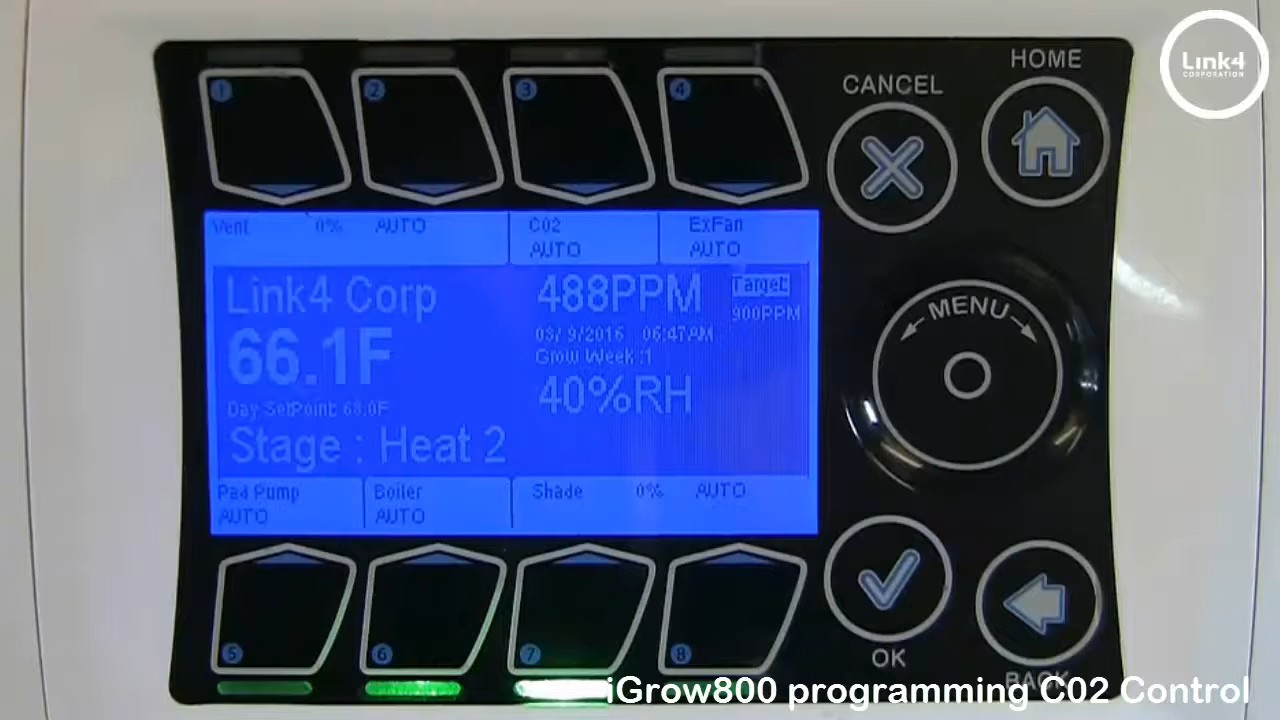 Link4
CORPORATION
HOME
CANCEL
1 2 3 4
Vent 0% AUTO
C02
AUTO
ExFan
AUTO
Link4 Corp
488PPM
Target:
900PPM
03/ 9/2016 06:47AM
Grow Week :1
66.1F
40%RH
Day SetPoint: 68.0F
Stage : Heat 2
MENU
Pad Pump
AUTO
Boiler
AUTO
Shade 0% AUTO
5 6 7 8
OK
BACK
iGrow800 programming C02 Control